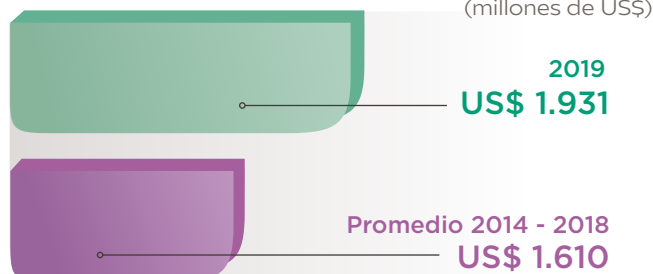 (millones de US$)
2019
US$ 1.931
Promedio 2014 - 2018
US$ 1.610